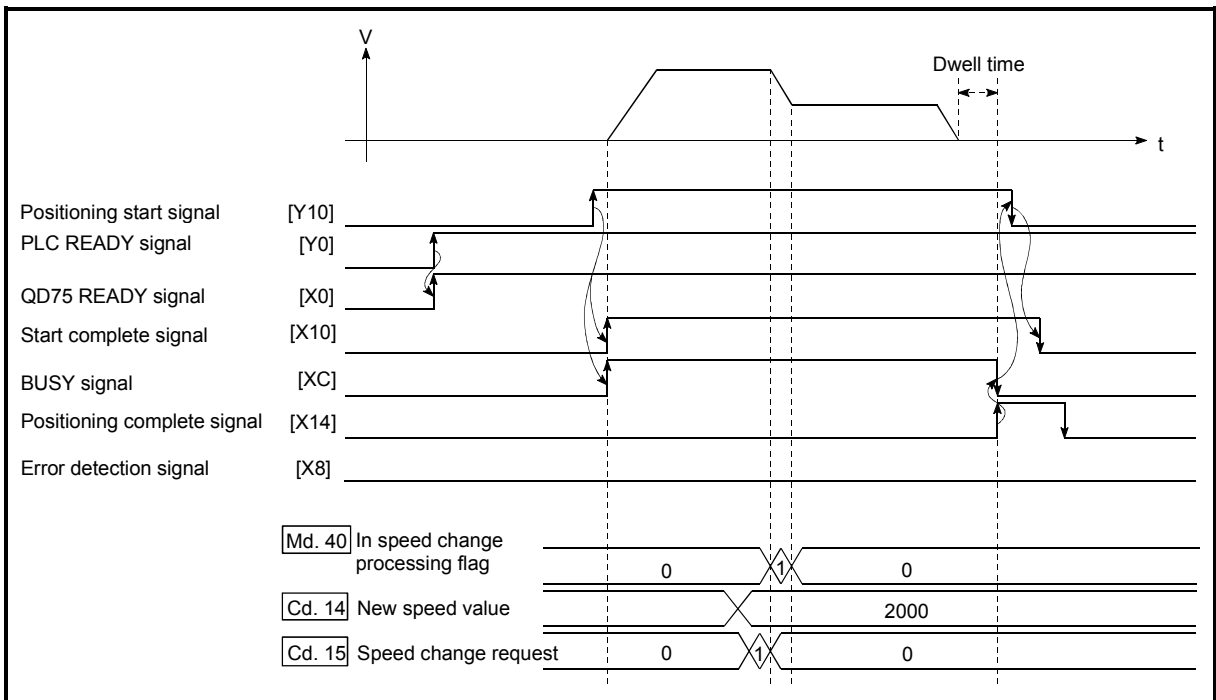 V
Dwell time
t
Positioning start signal [Y10]
PLC READY signal [Y0]
QD75 READY signal [X0]
Start complete signal [X10]
BUSY signal [XC]
Positioning complete signal [X14]
Error detection signal [X8]
Md. 40 In speed change
processing flag 0 1 0
Cd. 14 New speed value 2000
Cd. 15 Speed change request 0 1 0